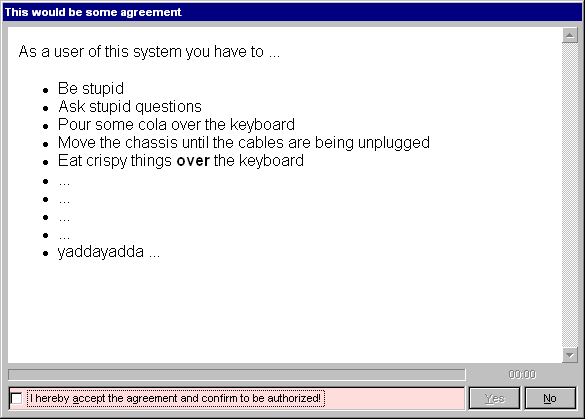 This would be some agreement
As a user of this system you have to ...
• Be stupid
• Ask stupid questions
• Pour some cola over the keyboard
• Move the chassis until the cables are being unplugged
• Eat crispy things over the keyboard
• ...
• ...
• ...
• ...
• yaddayadda ...
00:00
I hereby accept the agreement and confirm to be authorized! Yes No